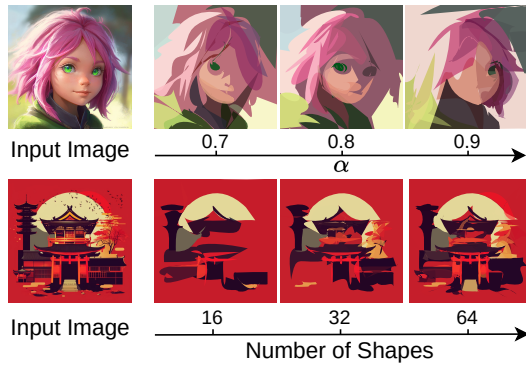 Input Image
0.7
0.8
0.9
α
Input Image
16
32
64
Number of Shapes